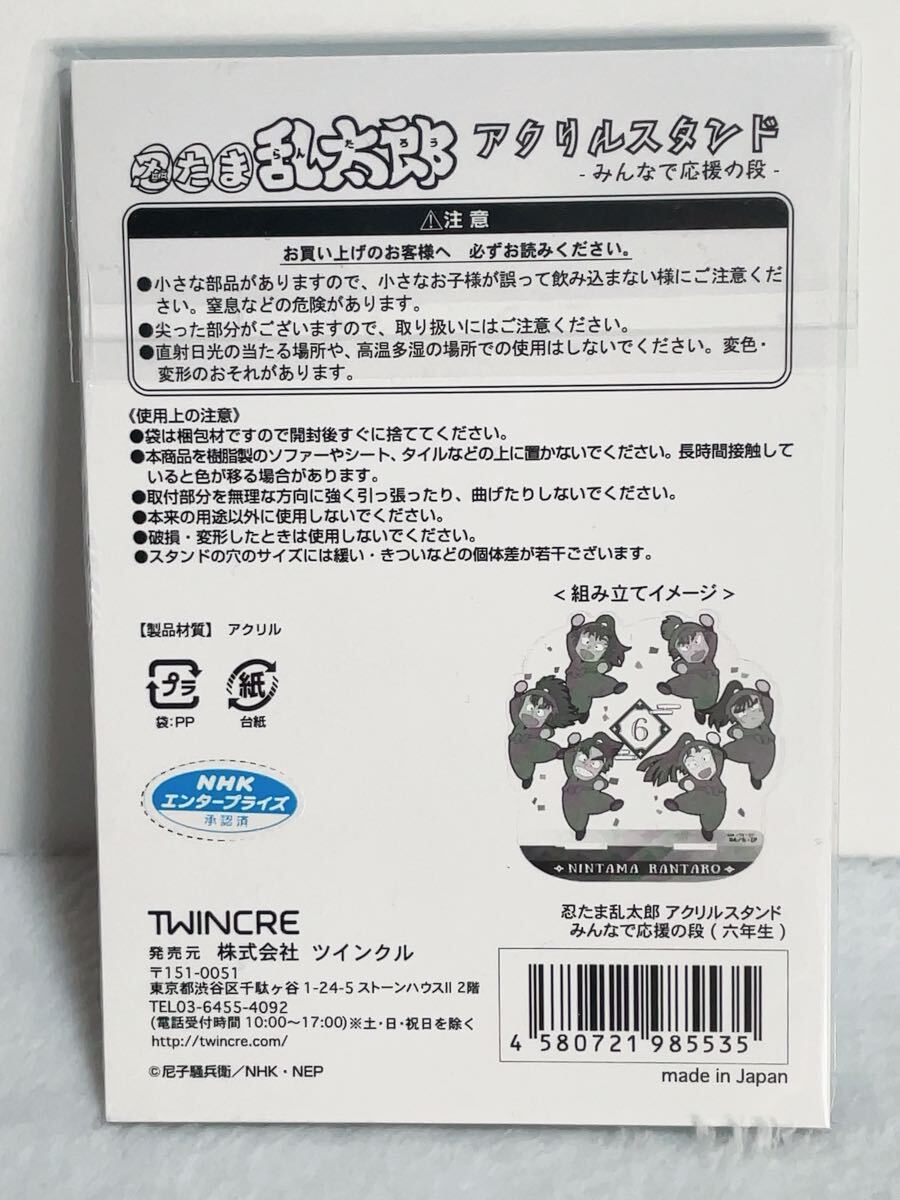 忍たま乱太郎 アクリルスタンド
らんたろう
- みんなで応援の段 -
⚠注意
お買い上げのお客様へ 必ずお読みください。
●小さな部品がありますので、小さなお子様が誤って飲み込まない様にご注意くだ
さい。窒息などの危険があります。
●尖った部分がございますので、取り扱いにはご注意ください。
●直射日光の当たる場所や、高温多湿の場所での使用はしないでください。変色・
変形のおそれがあります。
《使用上の注意》
●袋は梱包材ですので開封後すぐに捨ててください。
●本商品を樹脂製のソファーやシート、タイルなどの上に置かないでください。長時間接触して
いると色が移る場合があります。
●取付部分を無理な方向に強く引っ張ったり、曲げたりしないでください。
●本来の用途以外に使用しないでください。
●破損・変形したときは使用しないでください。
●スタンドの穴のサイズには緩い・きついなどの個体差が若干ございます。
<組み立てイメージ>
【製品材質】 アクリル
プラ
紙
袋:PP
台紙
6
NHK
エンタープライズ
承認済
NINTAMA RANTARO
忍たま乱太郎 アクリルスタンド
みんなで応援の段(六年生)
TWINCRE
発売元 株式会社 ツインクル
〒151-0051
東京都渋谷区千駄ヶ谷 1-24-5 ストーンハウスII 2階
TEL03-6455-4092
(電話受付時間 10:00〜17:00)※土・日・祝日を除く
http://twincre.com/
©尼子騒兵衛/NHK・NEP
4 580721 985535
made in Japan